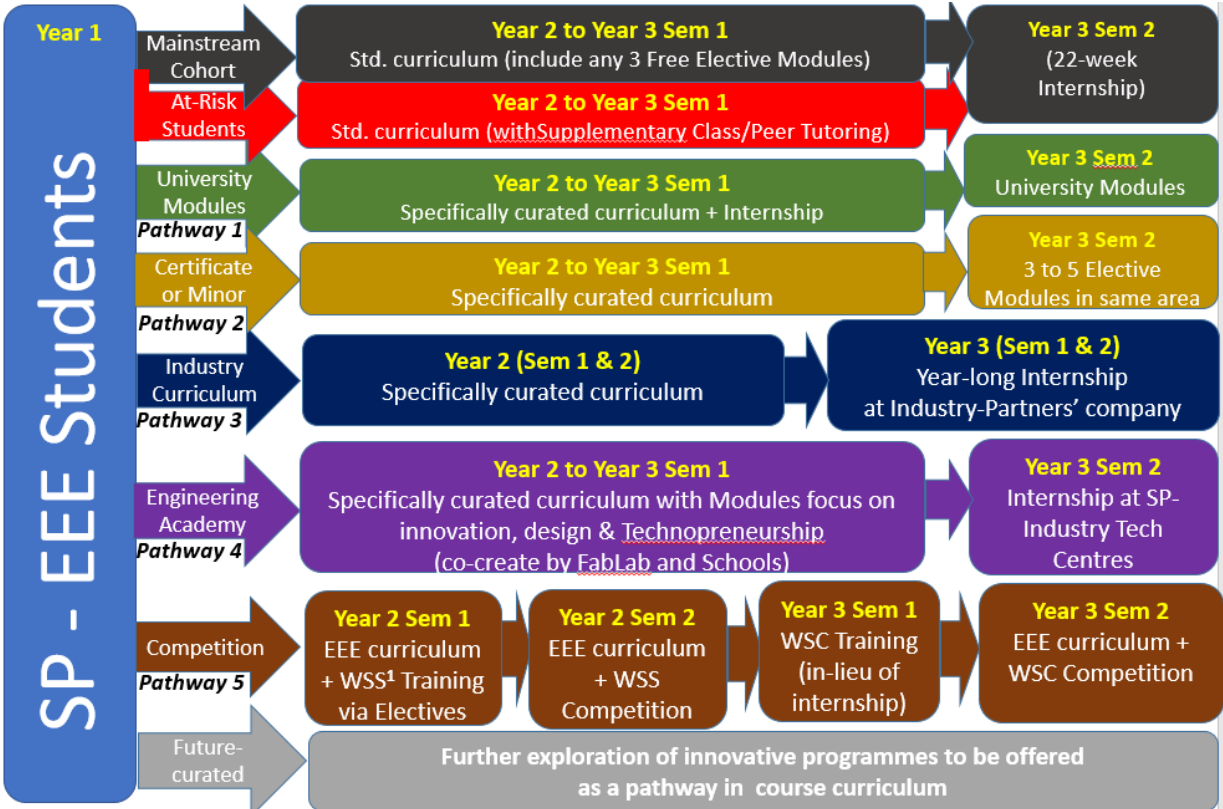 Year 1
SP - EEE Students
Mainstream
Cohort
Year 2 to Year 3 Sem 1
Std. curriculum (include any 3 Free Elective Modules)
Year 3 Sem 2
(22-week
Internship)
At-Risk
Students
Year 2 to Year 3 Sem 1
Std. curriculum (withSupplementary Class/Peer Tutoring)
University
Modules
Pathway 1
Year 2 to Year 3 Sem 1
Specifically curated curriculum + Internship
Year 3 Sem 2
University Modules
Certificate
or Minor
Pathway 2
Year 2 to Year 3 Sem 1
Specifically curated curriculum
Year 3 Sem 2
3 to 5 Elective
Modules in same area
Industry
Curriculum
Pathway 3
Year 2 (Sem 1 & 2)
Specifically curated curriculum
Year 3 (Sem 1 & 2)
Year-long Internship
at Industry-Partners’ company
Engineering
Academy
Pathway 4
Year 2 to Year 3 Sem 1
Specifically curated curriculum with Modules focus on
innovation, design & Technopreneurship
(co-create by FabLab and Schools)
Year 3 Sem 2
Internship at SP-
Industry Tech
Centres
Competition
Pathway 5
Year 2 Sem 1
EEE curriculum
+ WSS¹ Training
via Electives
Year 2 Sem 2
EEE curriculum
+ WSS
Competition
Year 3 Sem 1
WSC Training
(in-lieu of
internship)
Year 3 Sem 2
EEE curriculum +
WSC Competition
Future-
curated
Further exploration of innovative programmes to be offered
as a pathway in course curriculum